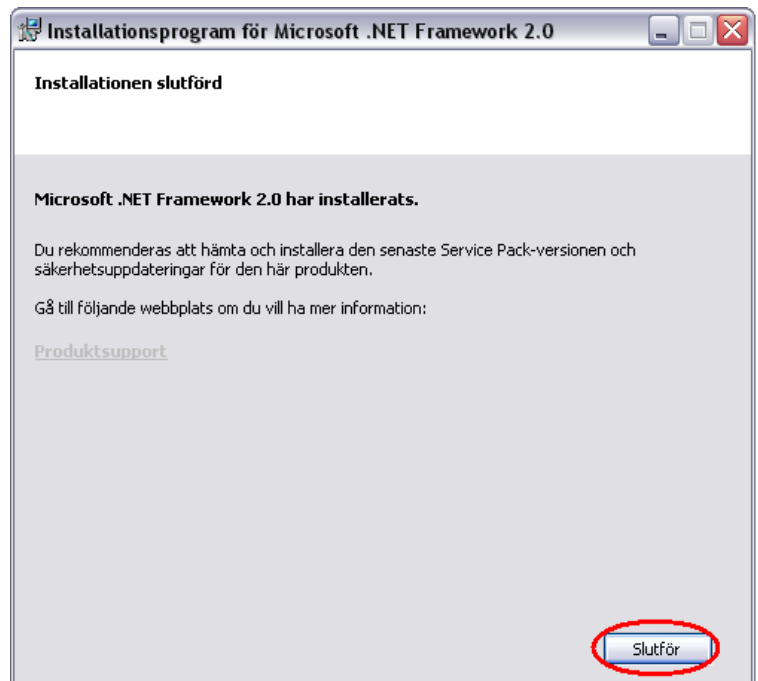 Installationsprogram för Microsoft .NET Framework 2.0
Installationen slutförd
Microsoft .NET Framework 2.0 har installerats.
Du rekommenderas att hämta och installera den senaste Service Pack-versionen och
säkerhetsuppdateringar för den här produkten.
Gå till följande webbplats om du vill ha mer information:
Produktsupport
Slutför